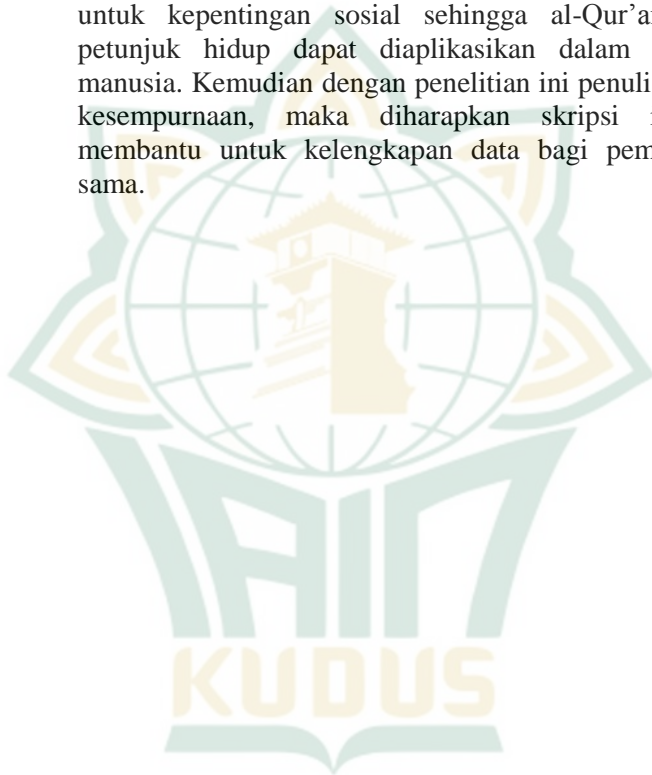 untuk kepentingan sosial sehingga al-Qur’a
petunjuk hidup dapat diaplikasikan dalam
manusia. Kemudian dengan penelitian ini penuli
kesempurnaan, maka diharapkan skripsi
membantu untuk kelengkapan data bagi pem
sama.
IAIN
KUDUS